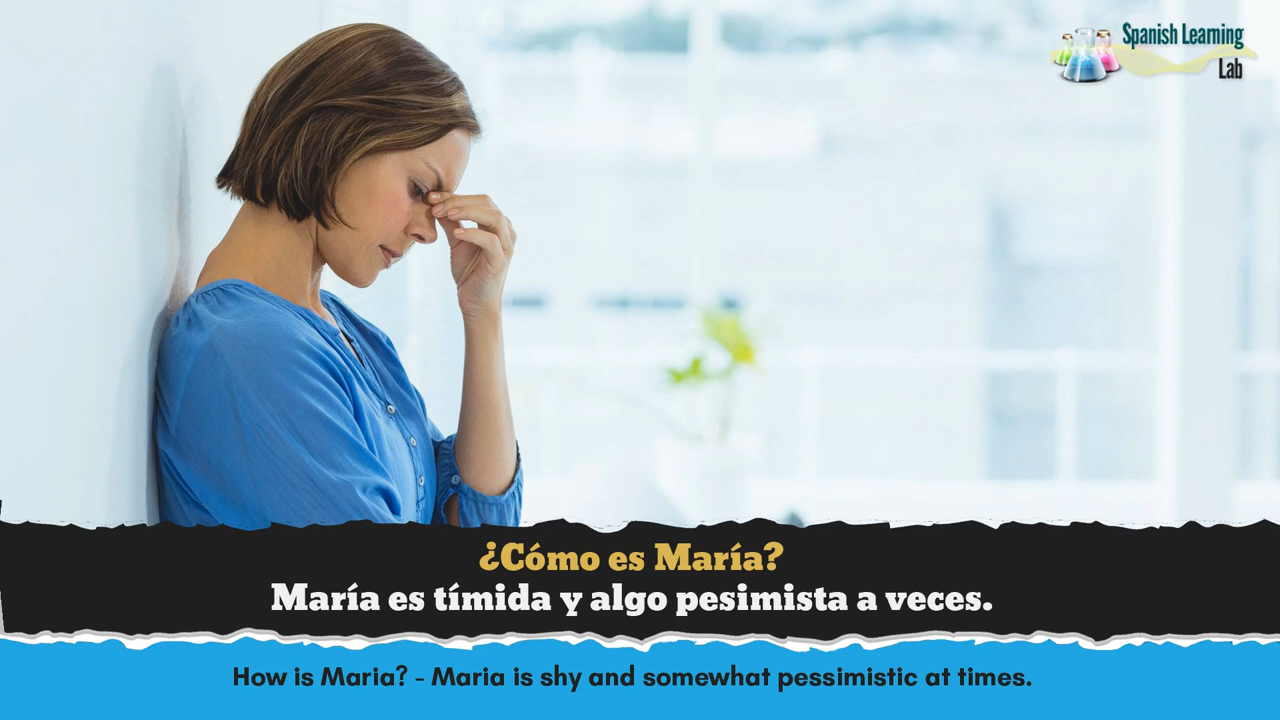 Spanish Learning
Lab
¿Cómo es María?
María es tímida y algo pesimista a veces.
How is Maria? - Maria is shy and somewhat pessimistic at times.